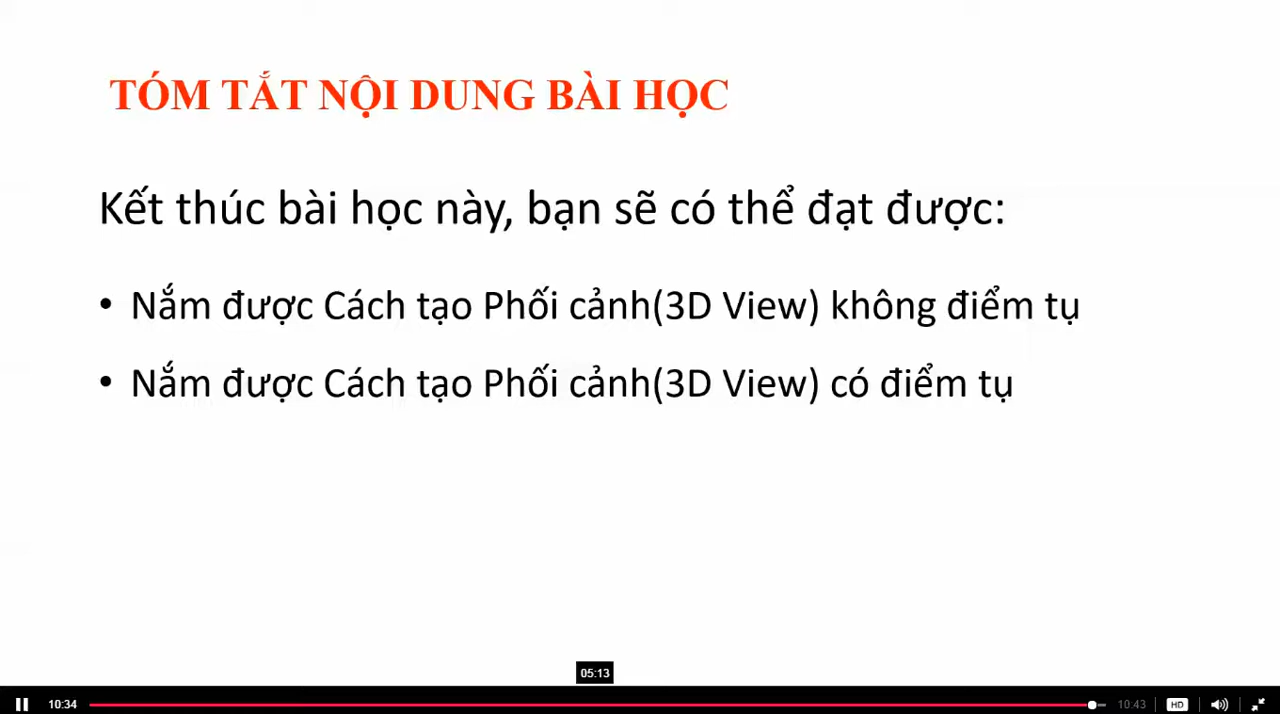 TÓM TẮT NỘI DUNG BÀI HỌC
Kết thúc bài học này, bạn sẽ có thể đạt được:
• Nắm được Cách tạo Phối cảnh(3D View) không điểm tụ
• Nắm được Cách tạo Phối cảnh(3D View) có điểm tụ
05:13
10:34
10:43
HD